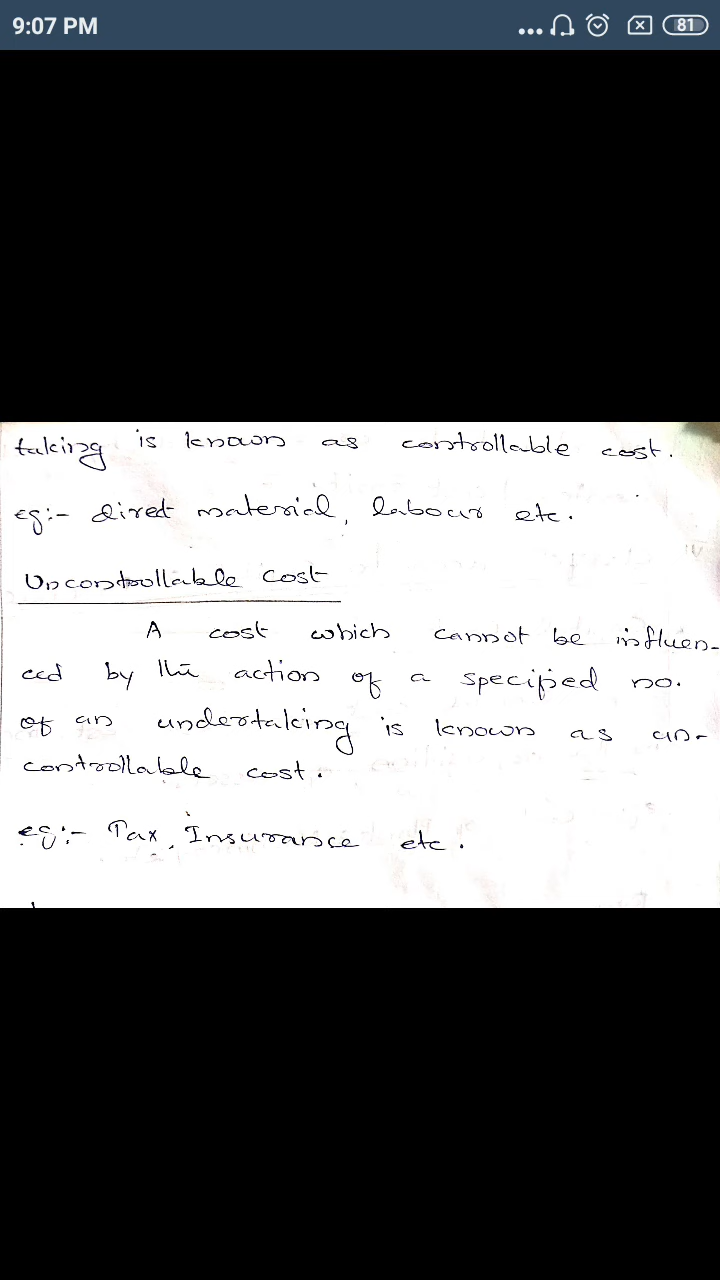 9:07 PM
81
taking is known as controllable cost.
eg:- diret material, labour etc.
Uncontrollable cost
A cost which cannot be influen-
ced by the action of a specified no.
of an undertaking is known as un-
controllable cost.
eg:- Tax, Insurance etc.